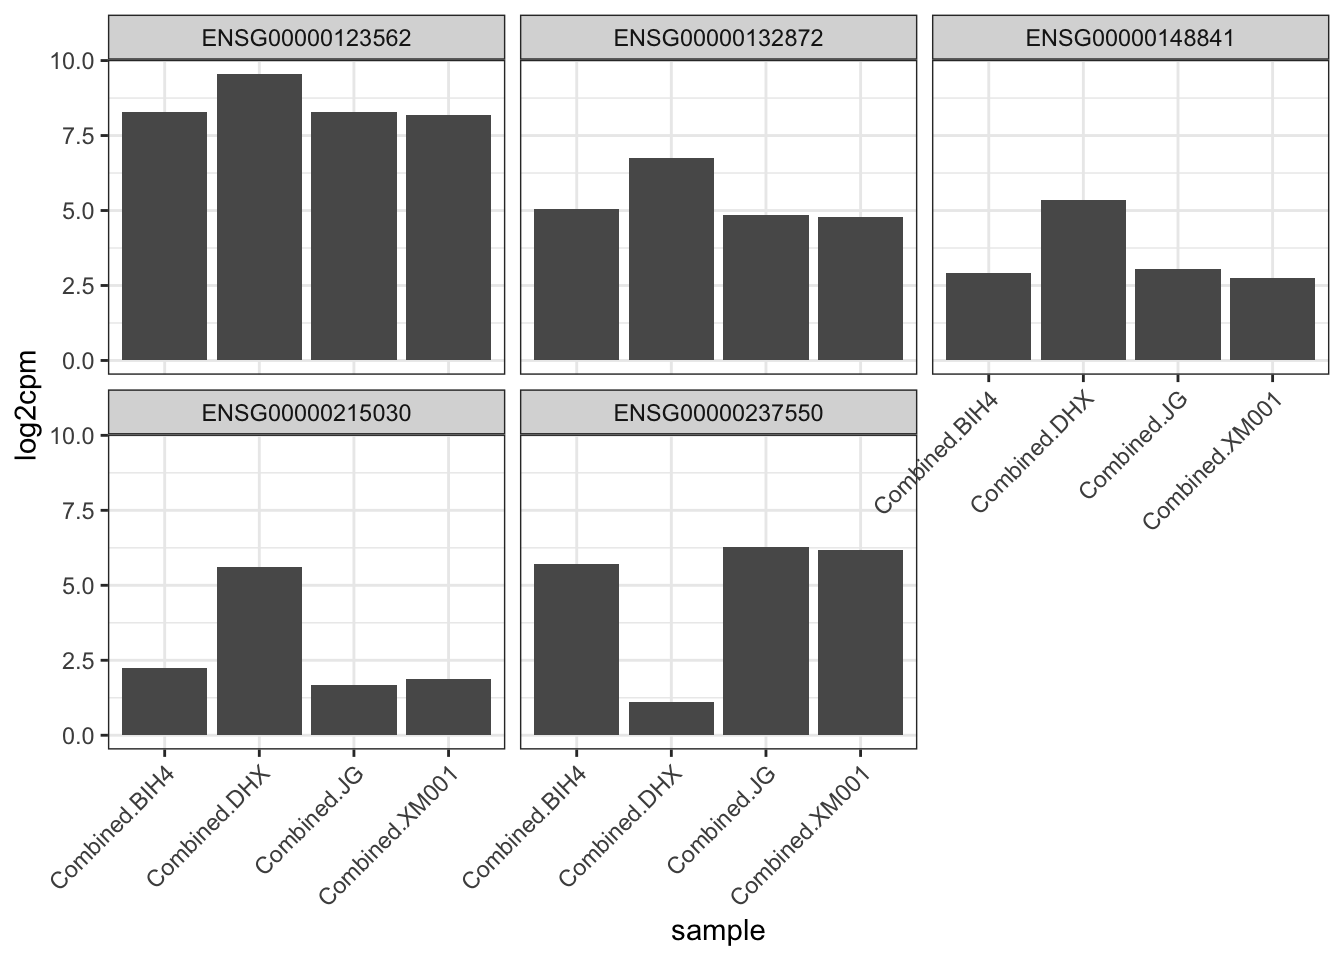 ENSG00000123562
ENSG00000132872
ENSG00000148841
10.0
7.5
5.0
2.5
0.0
Combined.BIH4
Combined.DHX
Combined.JG
Combined.XM001
ENSG00000215030
ENSG00000237550
10.0
7.5
5.0
2.5
0.0
Combined.BIH4
Combined.DHX
Combined.JG
Combined.XM001
Combined.BIH4
Combined.DHX
Combined.JG
Combined.XM001
log2cpm
sample